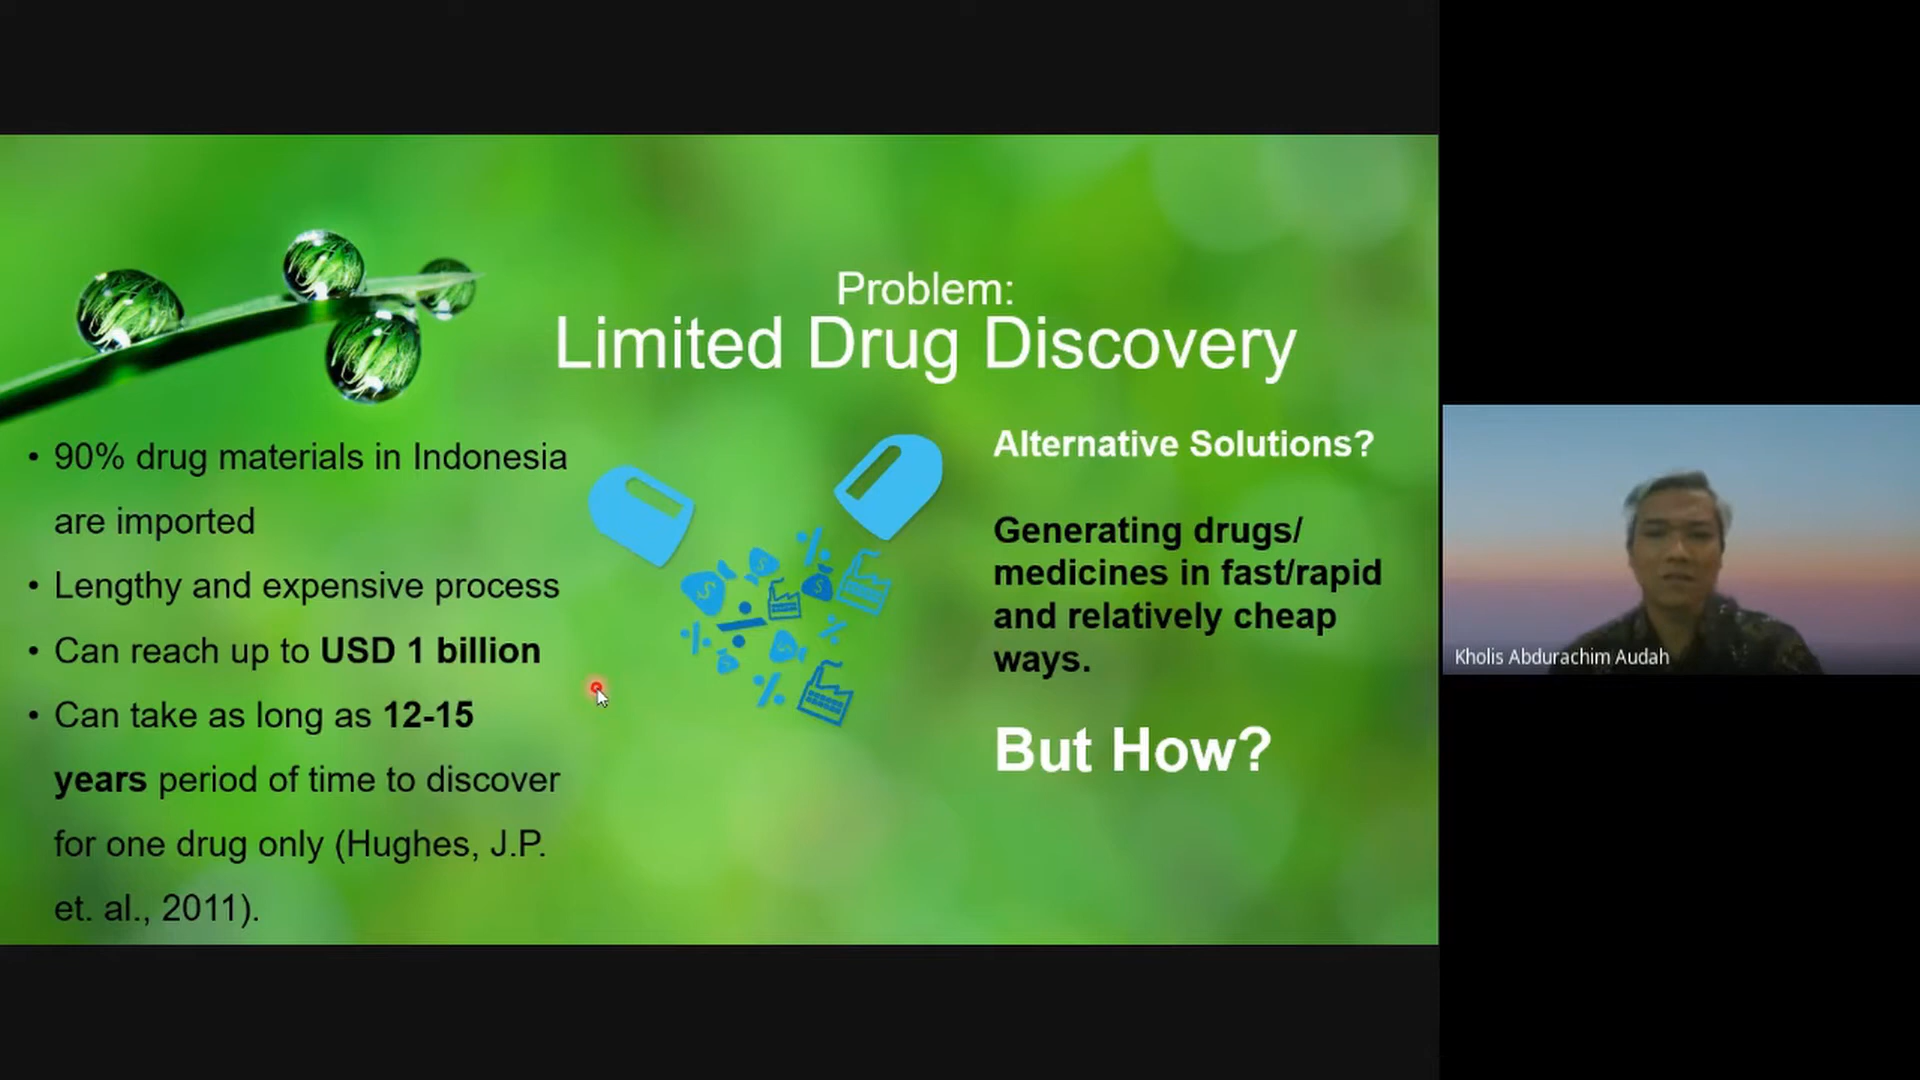 Problem:
Limited Drug Discovery
• 90% drug materials in Indonesia
are imported
• Lengthy and expensive process
• Can reach up to USD 1 billion
• Can take as long as 12-15
years period of time to discover
for one drug only (Hughes, J.P.
et. al., 2011).
Alternative Solutions?
Generating drugs/
medicines in fast/rapid
and relatively cheap
ways.
But How?
Kholis Abdurachim Audah